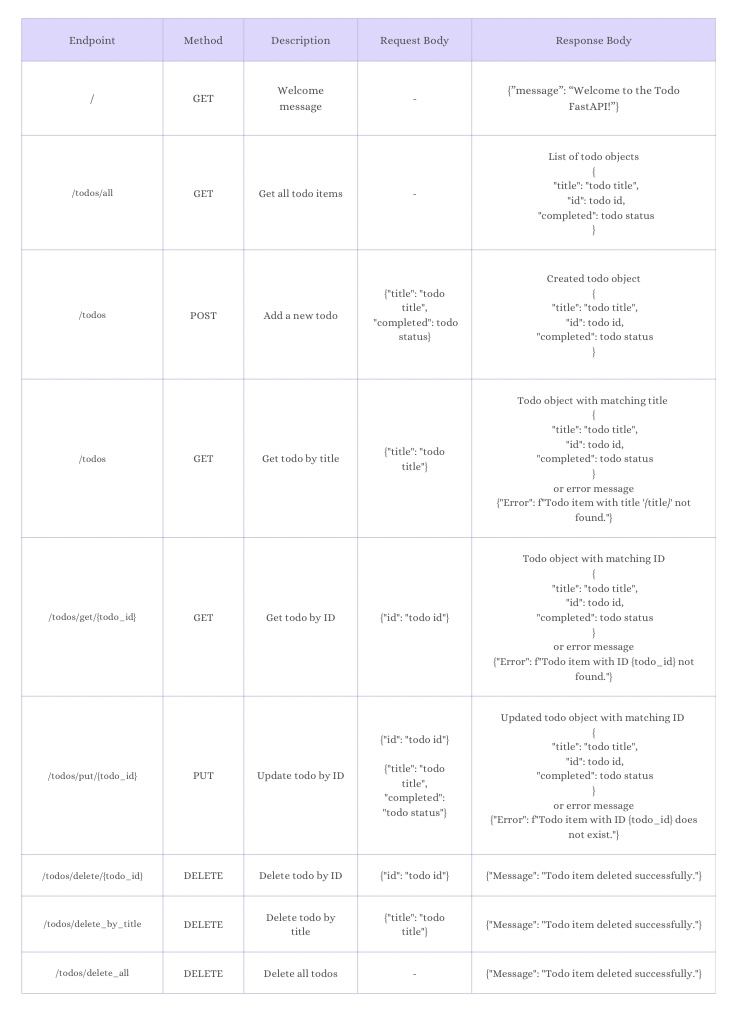 Endpoint Method Description Request Body Response Body
/ GET Welcome message - {"message": “Welcome to the Todo FastAPI!”}
/todos/all GET Get all todo items - List of todo objects
{
"title": "todo title",
"id": todo id,
"completed": todo status
}
/todos POST Add a new todo
{"title": "todo
title",
"completed": todo
status}
Created todo object
{
"title": "todo title",
"id": todo id,
"completed": todo status
}
/todos GET Get todo by title
{"title": "todo
title"}
Todo object with matching title
{
"title": "todo title",
"id": todo id,
"completed": todo status
}
or error message
{"Error": f"Todo item with title '/title/' not
found."}
/todos/get/{todo_id} GET Get todo by ID {"id": "todo id"}
Todo object with matching ID
{
"title": "todo title",
"id": todo id,
"completed": todo status
}
or error message
{"Error": f"Todo item with ID {todo_id} not
found."}
/todos/put/{todo_id} PUT Update todo by ID
{"id": "todo id"}
{"title": "todo
title",
"completed":
"todo status"}
Updated todo object with matching ID
{
"title": "todo title",
"id": todo id,
"completed": todo status
}
or error message
{"Error": f"Todo item with ID {todo_id} does
not exist."}
/todos/delete/{todo_id} DELETE Delete todo by ID {"id": "todo id"} {"Message": "Todo item deleted successfully."}
/todos/delete_by_title DELETE
Delete todo by
title
{"title": "todo
title"}
{"Message": "Todo item deleted successfully."}
/todos/delete_all DELETE Delete all todos - {"Message": "Todo item deleted successfully."}